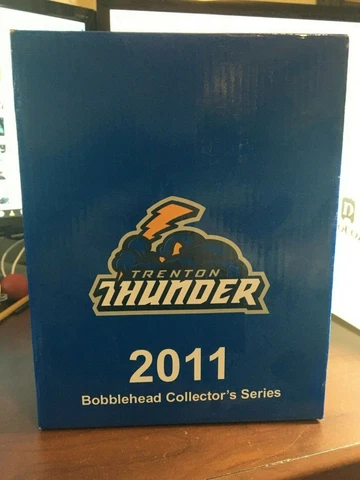 TRENTON
THUNDER
2011
Bobblehead Collector's Series